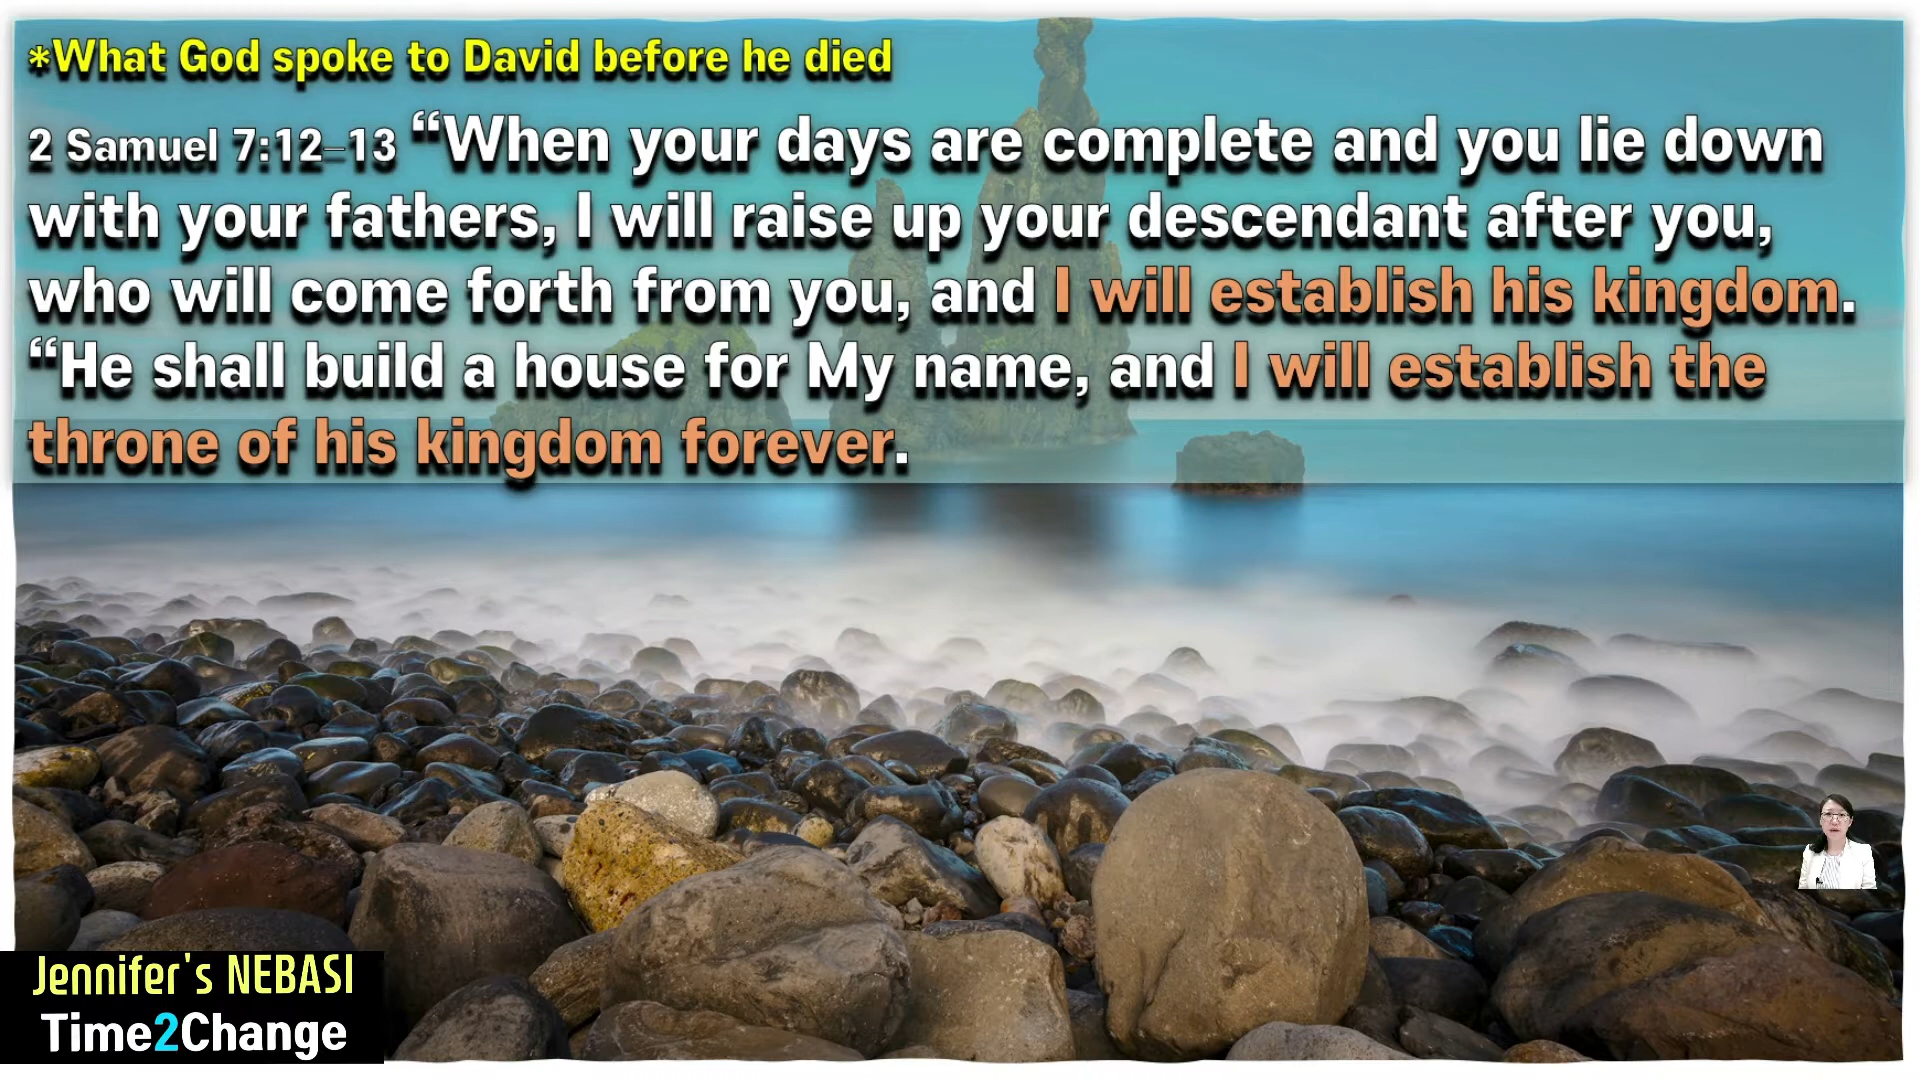 *What God spoke to David before he died
2 Samuel 7:12–13 “When your days are complete and you lie down
with your fathers, I will raise up your descendant after you,
who will come forth from you, and I will establish his kingdom.
“He shall build a house for My name, and I will establish the
throne of his kingdom forever.
Jennifer's NEBASI
Time2Change